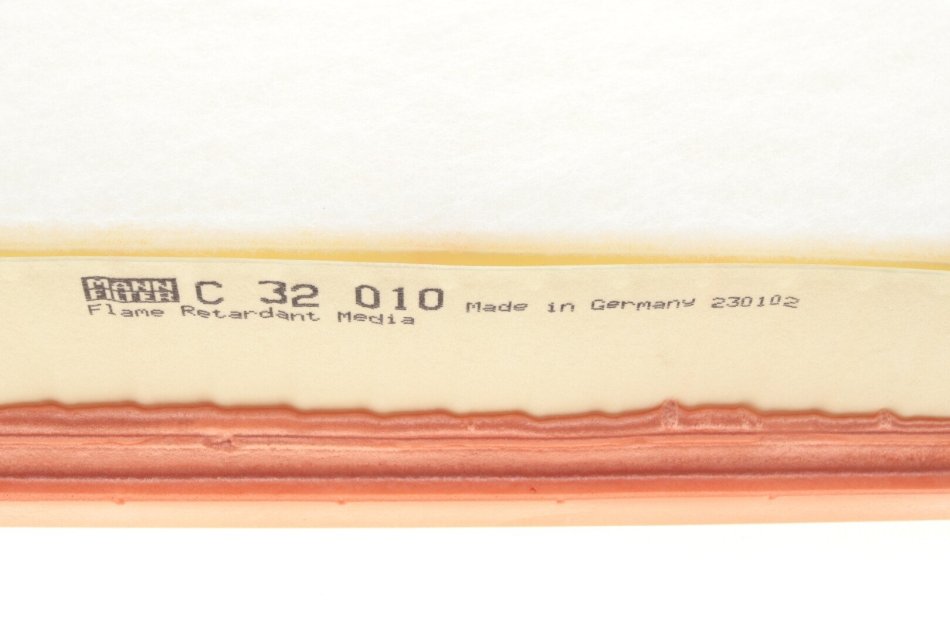 MANN FILTER C 32 010 Made in Germany 230102
Flame Retardant Media